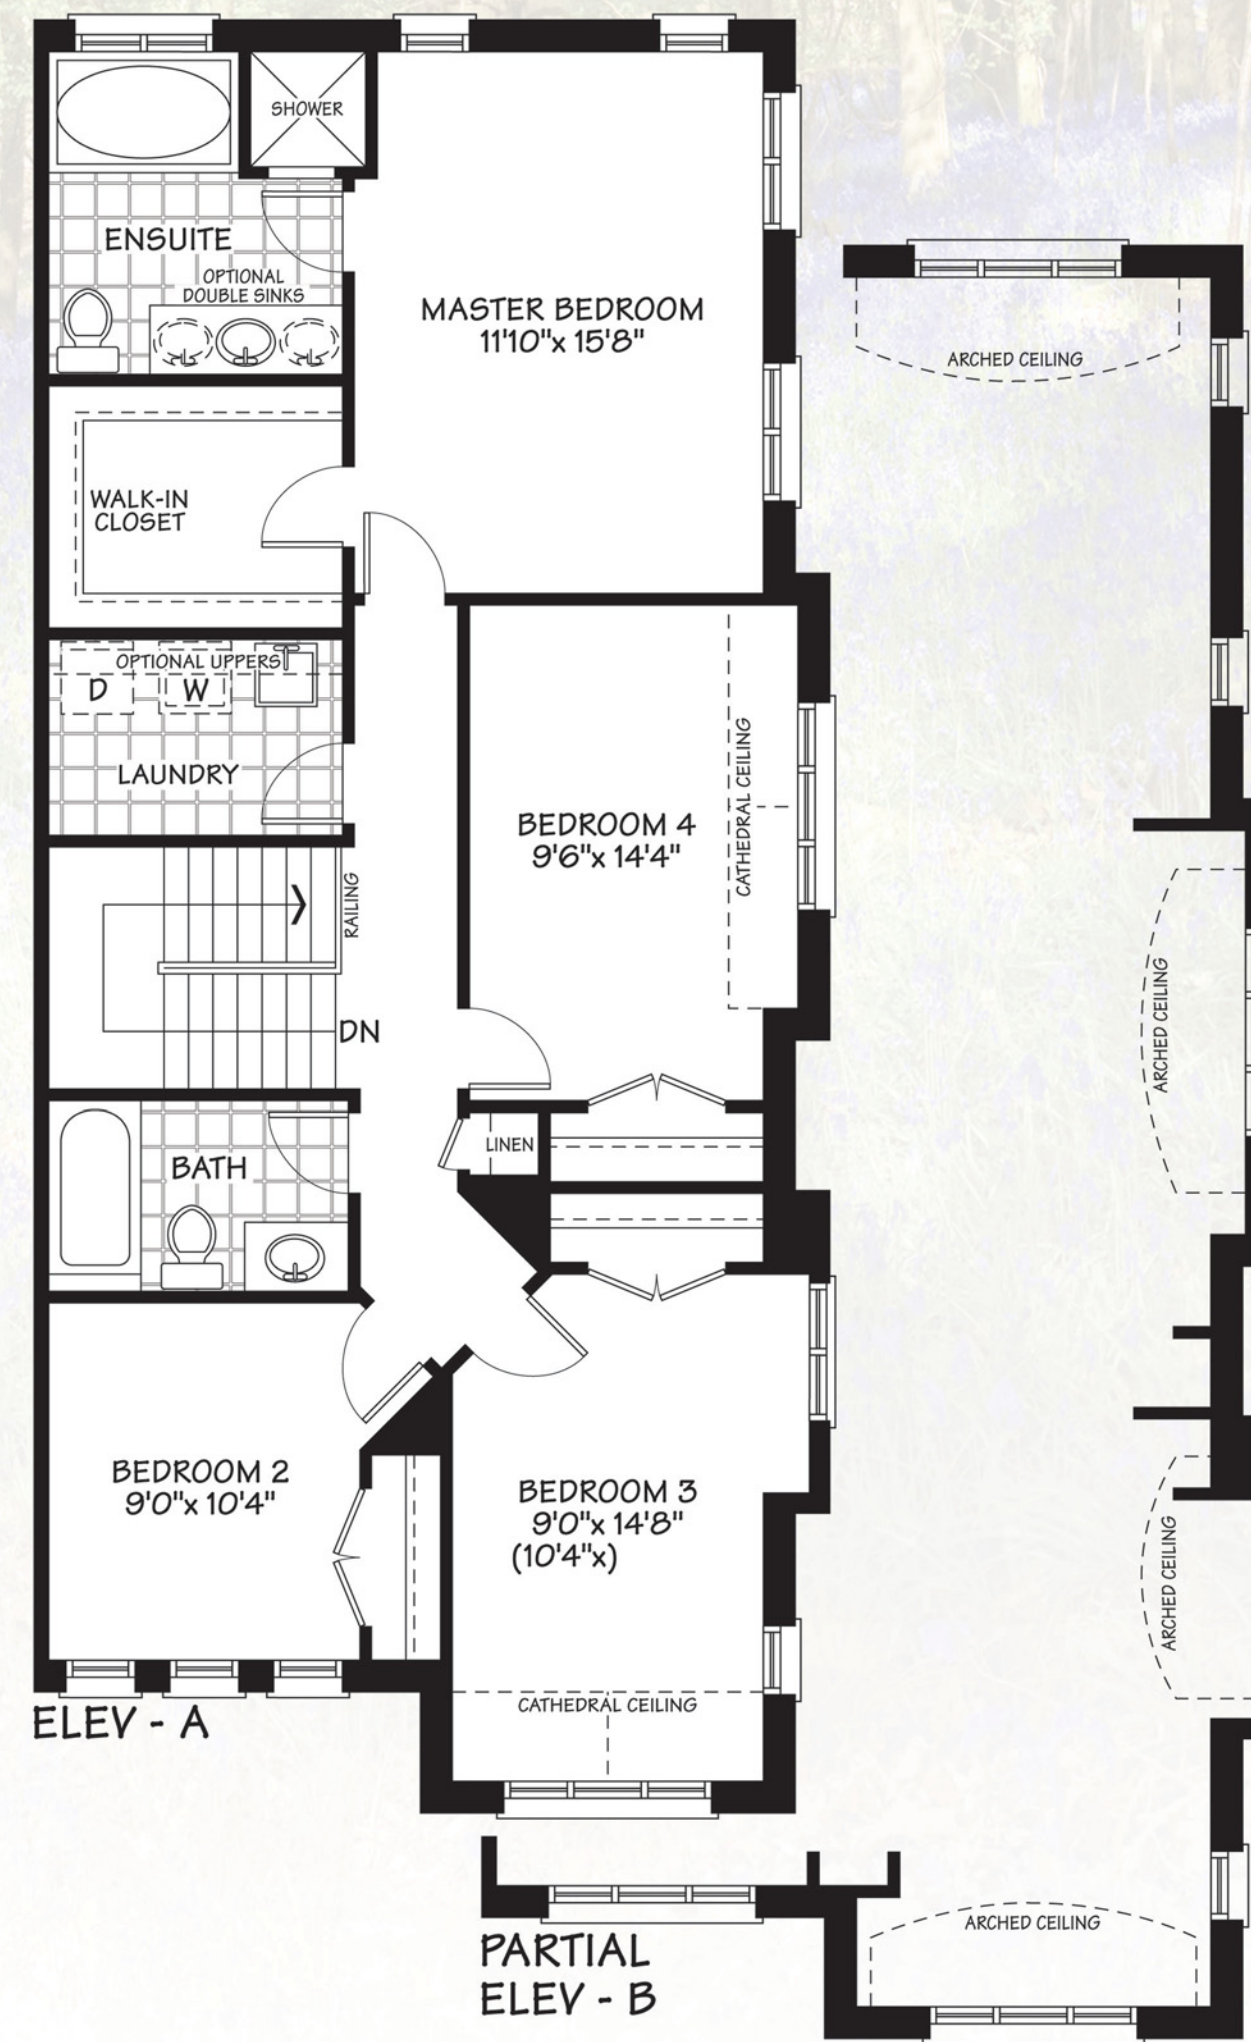 SHOWER
ENSUITE
OPTIONAL
DOUBLE SINKS
MASTER BEDROOM
11'10"x 15'8"
ARCHED CEILING
WALK-IN
CLOSET
OPTIONAL UPPERS
D
W
LAUNDRY
CATHEDRAL CEILING
BEDROOM 4
9'6"x 14'4"
RAILING
ARCHED CEILING
DN
LINEN
BATH
BEDROOM 2
9'0"x 10'4"
BEDROOM 3
9'0"x 14'8"
(10'4"x)
ARCHED CEILING
CATHEDRAL CEILING
ELEV - A
ARCHED CEILING
PARTIAL
ELEV - B